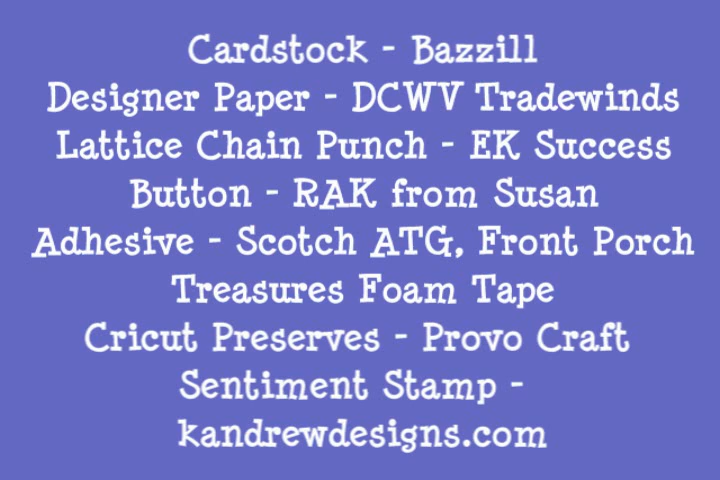 Cardstock - Bazzill
Designer Paper - DCWV Tradewinds
Lattice Chain Punch - EK Success
Button - RAK from Susan
Adhesive - Scotch ATG, Front Porch
Treasures Foam Tape
Cricut Preserves - Provo Craft
Sentiment Stamp -
kandrewdesigns.com